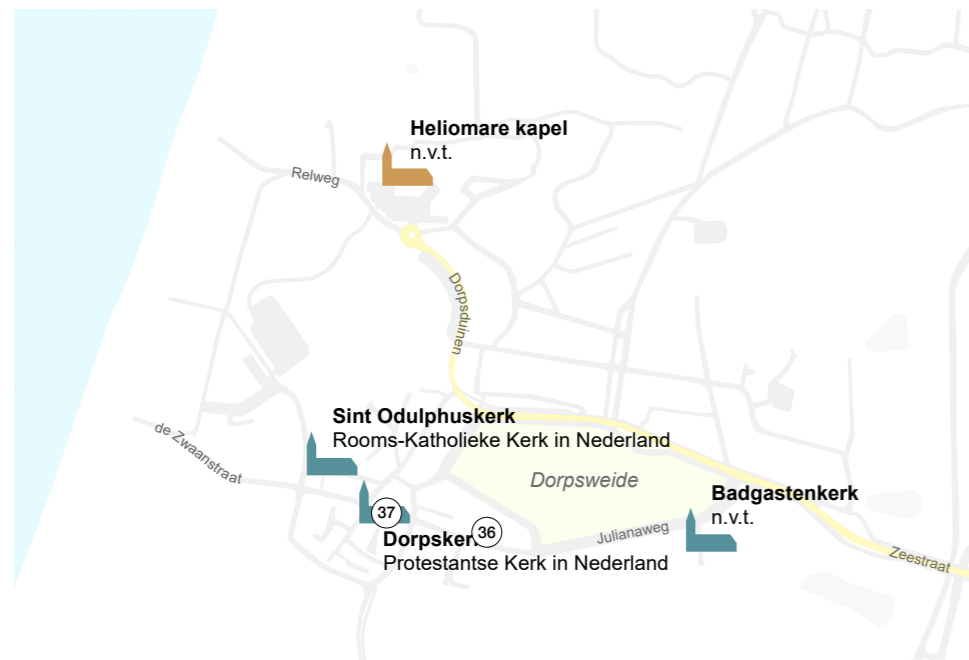 Heliomare kapel
n.v.t.
Relweg
Dorpsduinen
Sint Odulphuskerk
Rooms-Katholieke Kerk in Nederland
de Zwaanstraat
Dorpsweide
Badgastenkerk
n.v.t.
37
36
Dorpskerk
Protestantse Kerk in Nederland
Julianaweg
Zeestraat